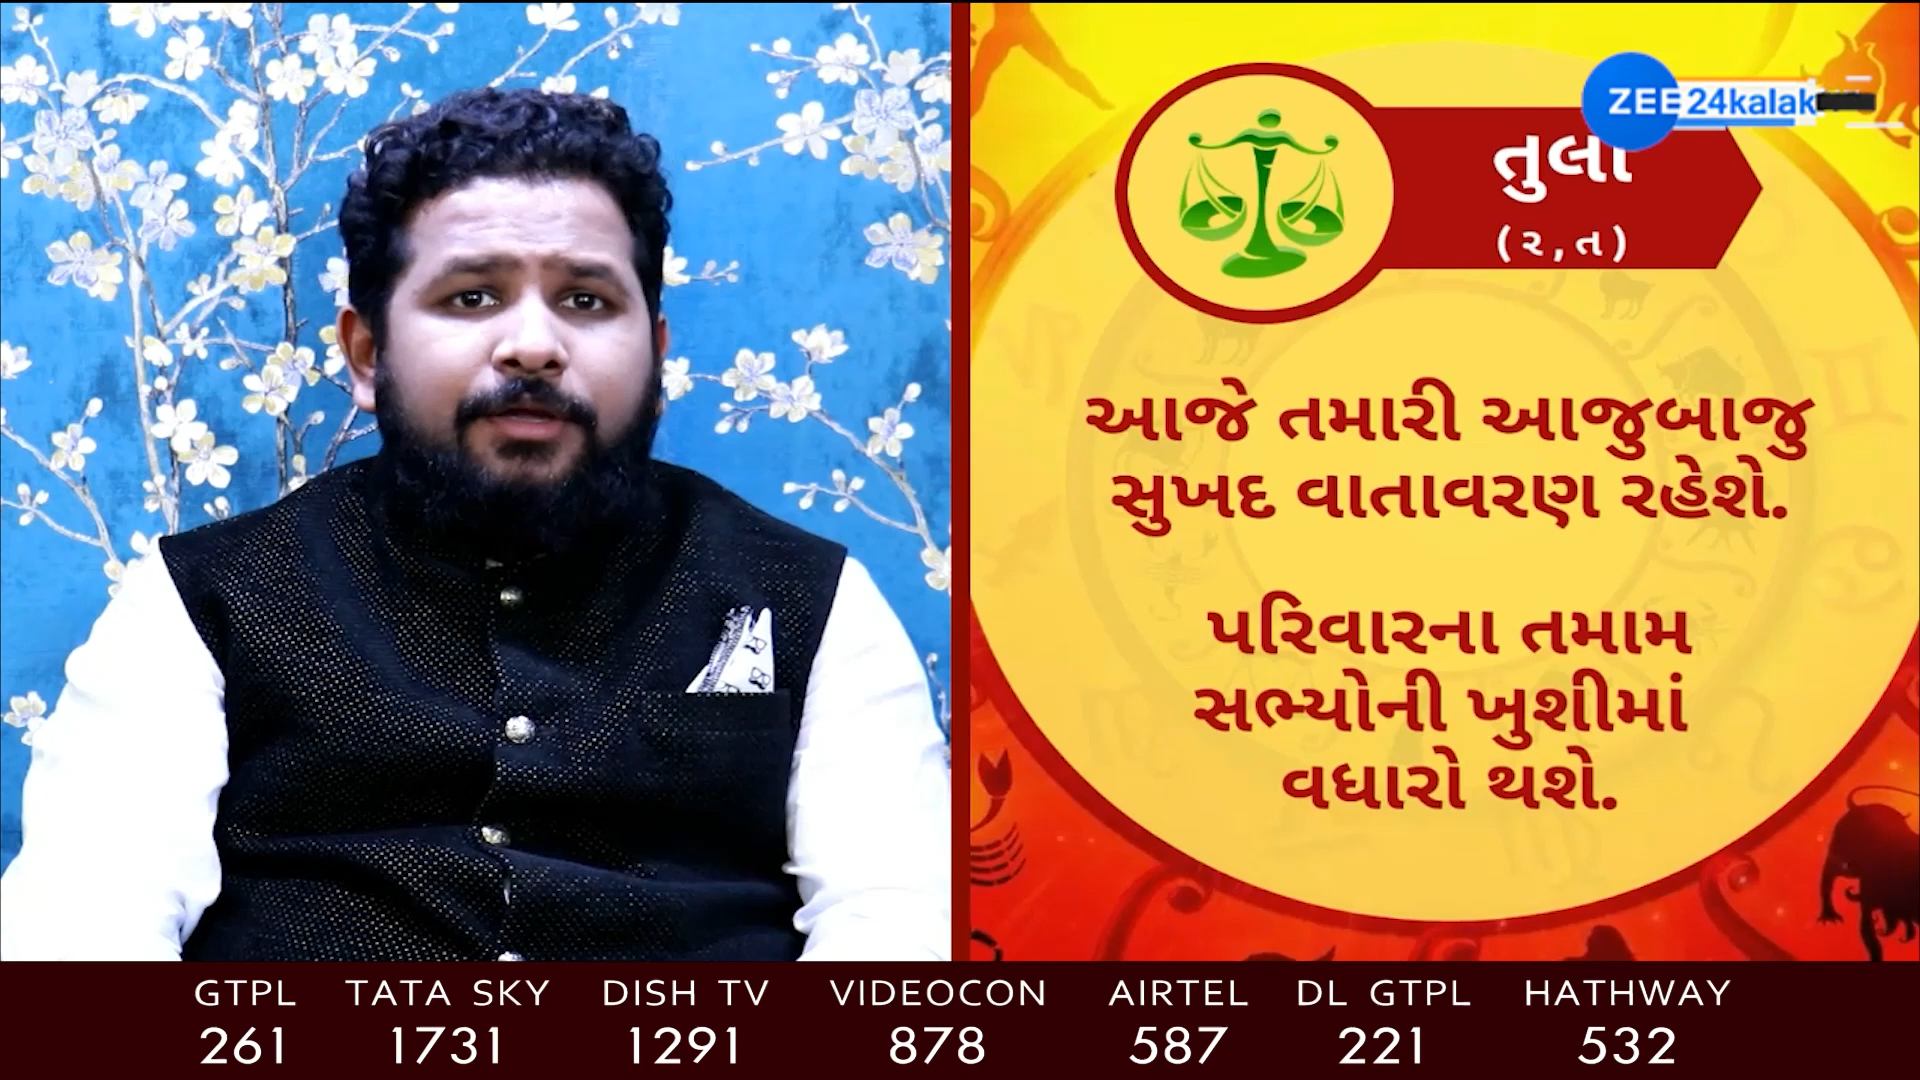 ZEE 24kalak
તુલા
(ર,ત)
આજે તમારી આજુબાજુ
સુખદ વાતાવરણ રહેશે.
પરિવારના તમામ
સભ્યોની ખુશીમાં
વધારો થશે.
GTPL TATA SKY DISH TV VIDEOCON AIRTEL DL GTPL HATHWAY
261 1731 1291 878 587 221 532